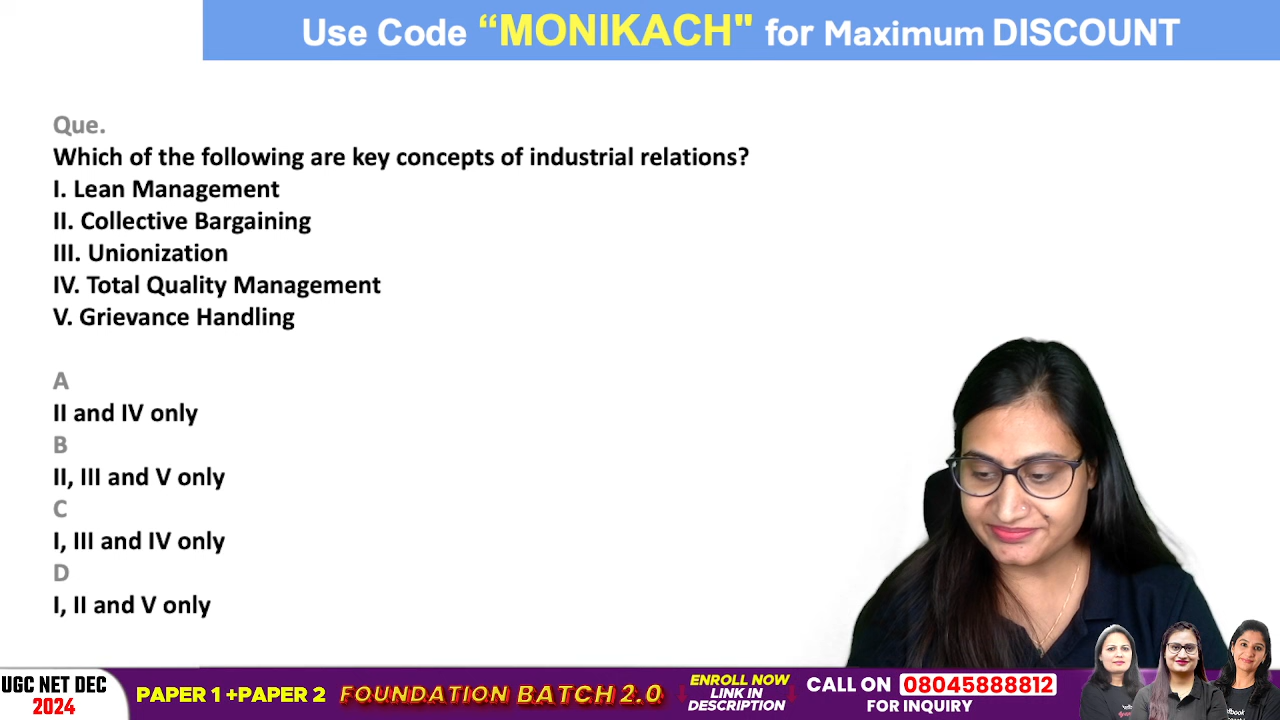 Use Code “MONIKACH" for Maximum DISCOUNT
Que.
Which of the following are key concepts of industrial relations?
I. Lean Management
II. Collective Bargaining
III. Unionization
IV. Total Quality Management
V. Grievance Handling
A
II and IV only
B
II, III and V only
C
I, III and IV only
D
I, II and V only
UGC NET DEC
2024
PAPER 1 +PAPER 2
FOUNDATION BATCH 2.0
ENROLL NOW
LINK IN
DESCRIPTION
CALL ON 08045888812
FOR INQUIRY